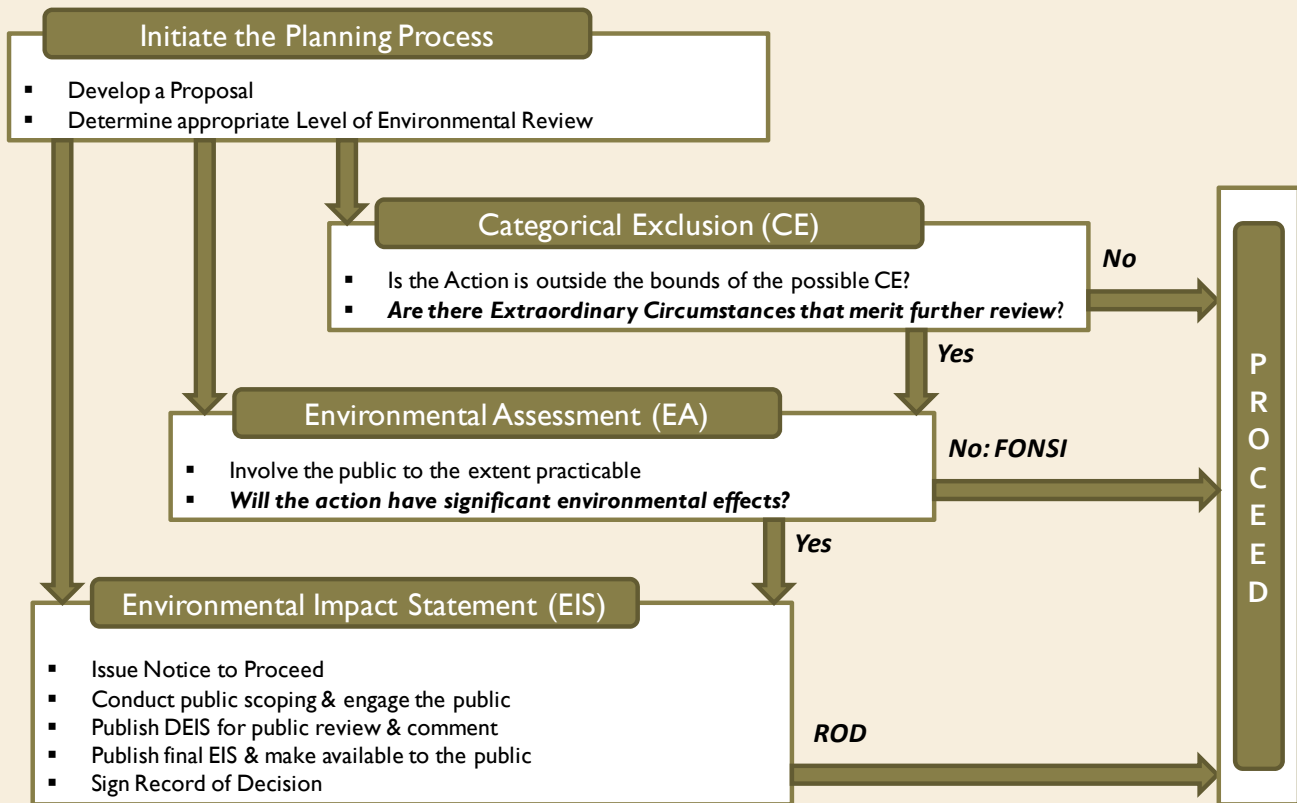 Initiate the Planning Process
▪ Develop a Proposal
▪ Determine appropriate Level of Environmental Review
Categorical Exclusion (CE)
▪ Is the Action is outside the bounds of the possible CE?
▪ Are there Extraordinary Circumstances that merit further review?
No
Yes
Environmental Assessment (EA)
▪ Involve the public to the extent practicable
▪ Will the action have significant environmental effects?
No: FONSI
Yes
Environmental Impact Statement (EIS)
▪ Issue Notice to Proceed
▪ Conduct public scoping & engage the public
▪ Publish DEIS for public review & comment
▪ Publish final EIS & make available to the public
▪ Sign Record of Decision
ROD
PROCEED